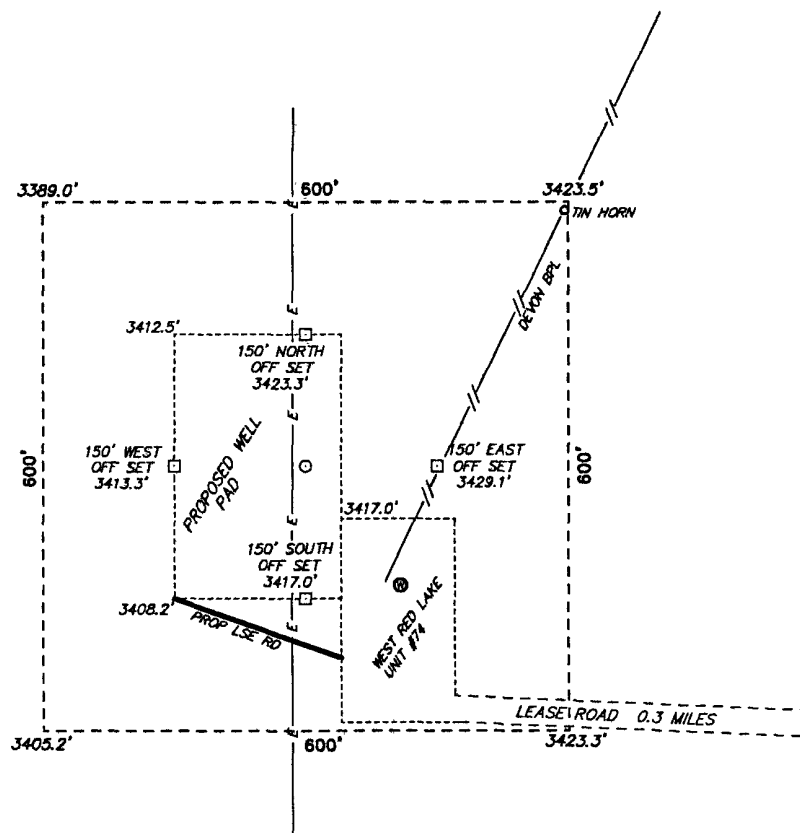 3389.0'
600'
3423.5'
TIN HORN
E
DEVON BPL
E
3412.5'
150' NORTH
OFF SET
3423.3'
E
PROPOSED WELL
PAD
600'
150' WEST
OFF SET
3413.3'
150' EAST
OFF SET
3429.1'
600'
E
3417.0'
150' SOUTH
OFF SET
3417.0'
3408.2'
PROP LSE RD
E
WEST RED LAKE
UNIT #74
LEASE ROAD 0.3 MILES
E
3405.2'
600'
3423.3'